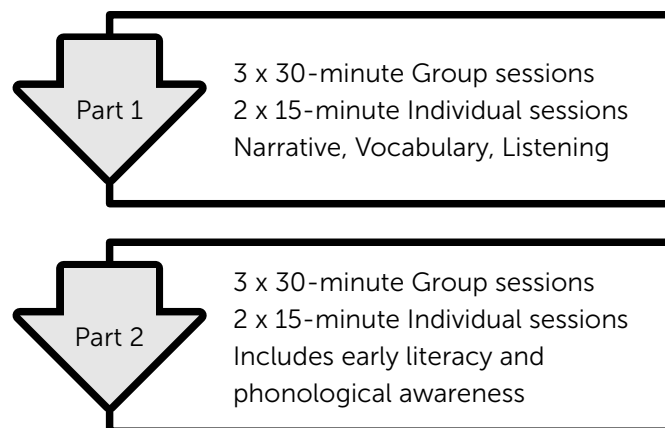 Part 1
3 x 30-minute Group sessions
2 x 15-minute Individual sessions
Narrative, Vocabulary, Listening
Part 2
3 x 30-minute Group sessions
2 x 15-minute Individual sessions
Includes early literacy and
phonological awareness